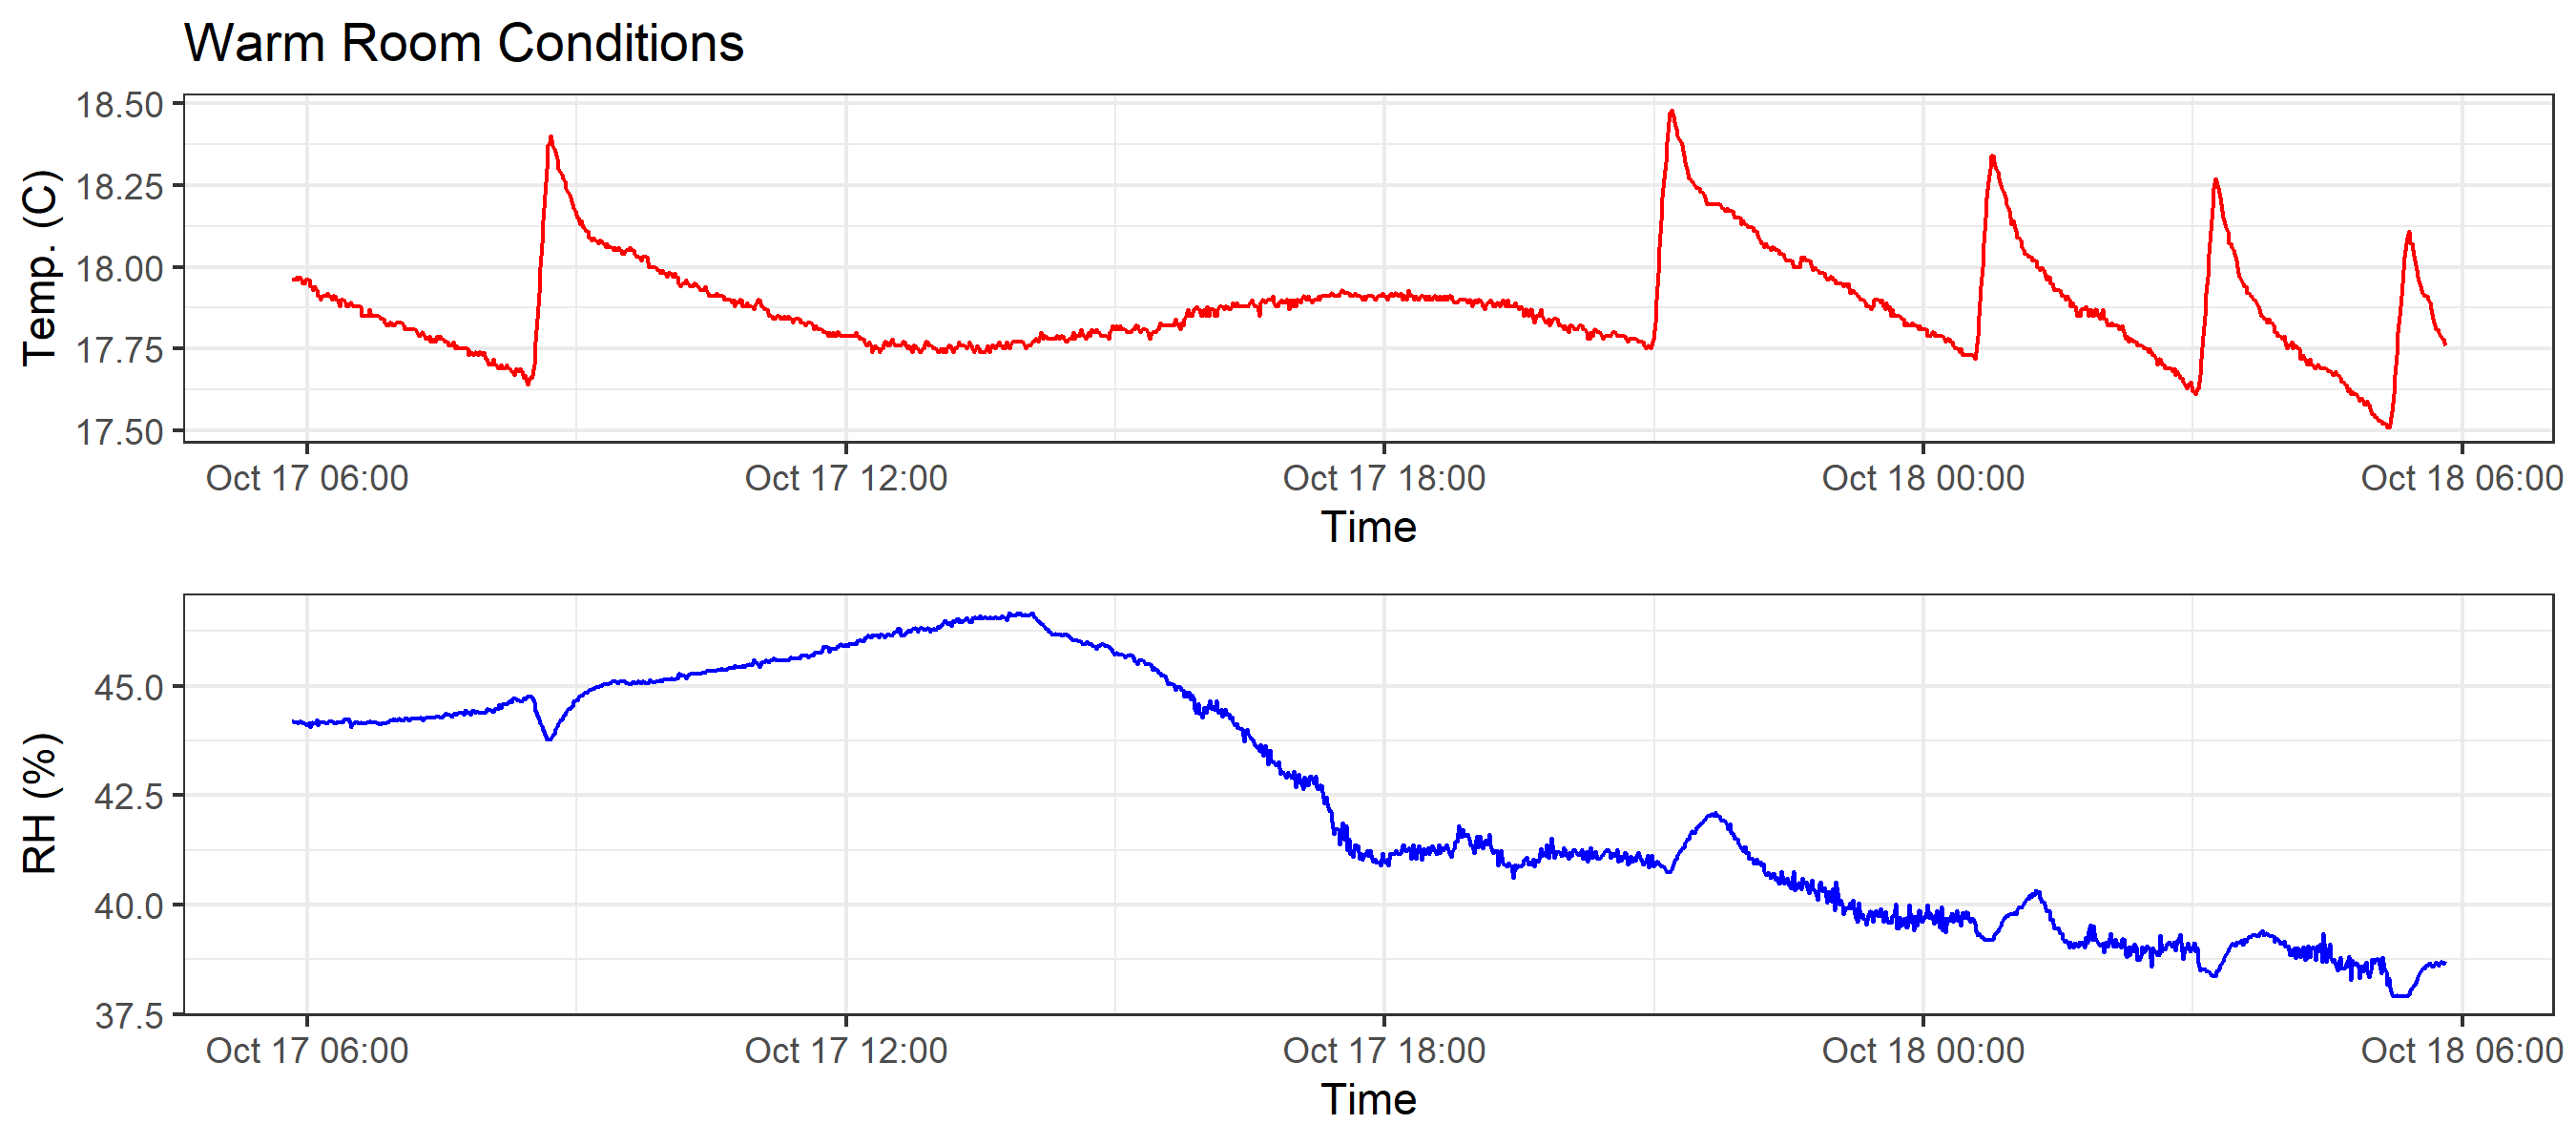 Warm Room Conditions
Temp. (C)
18.50
18.25
18.00
17.75
17.50
Oct 17 06:00 Oct 17 12:00 Oct 17 18:00 Oct 18 00:00 Oct 18 06:00
Time
RH (%)
45.0
42.5
40.0
37.5
Oct 17 06:00 Oct 17 12:00 Oct 17 18:00 Oct 18 00:00 Oct 18 06:00
Time